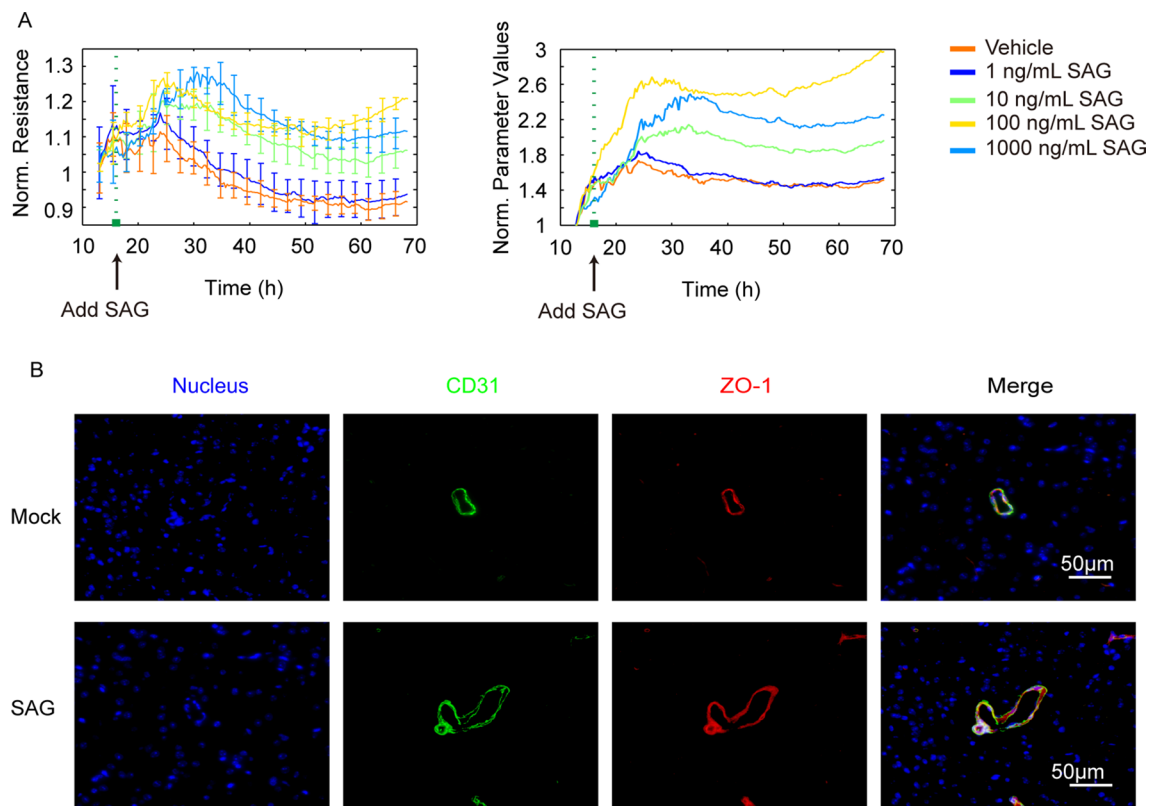 A
Norm. Resistance
1.3
1.2
1.1
1
0.9
10 20 30 40 50 60 70
Time (h)
Add SAG
Norm. Parameter Values
3
2.6
2.2
1.8
1.4
1
10 20 30 40 50 60 70
Time (h)
Add SAG
Vehicle
1 ng/mL SAG
10 ng/mL SAG
100 ng/mL SAG
1000 ng/mL SAG
B
Nucleus CD31 ZO-1 Merge
Mock
50µm
SAG
50µm